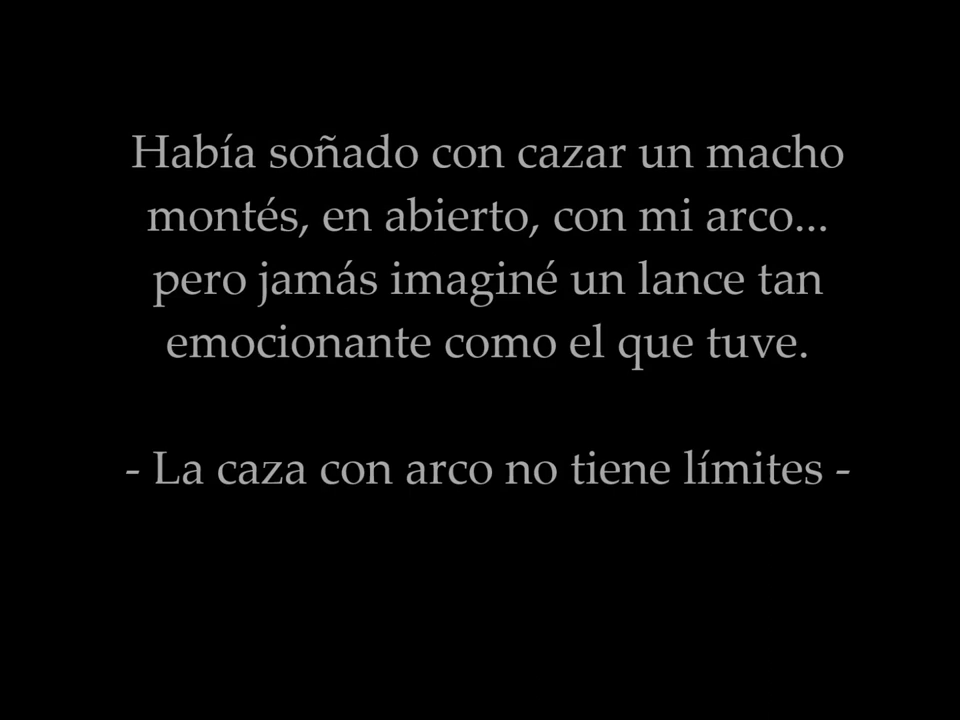 Había soñado con cazar un macho
montés, en abierto, con mi arco...
pero jamás imaginé un lance tan
emocionante como el que tuve.
- La caza con arco no tiene límites -